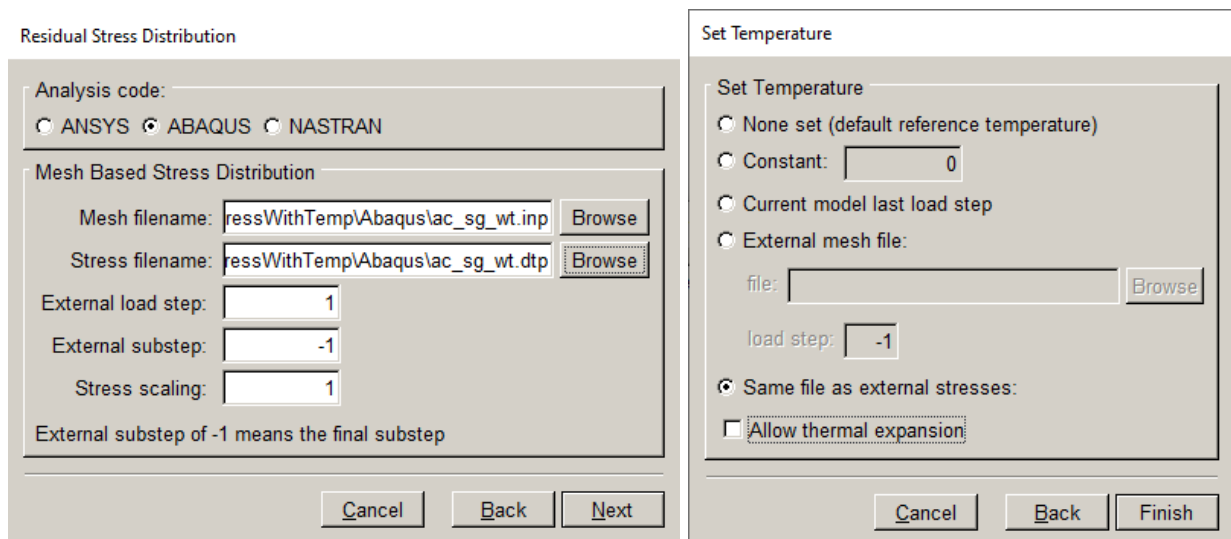 Residual Stress Distribution
Analysis code:
ANSYS ABAQUS NASTRAN
Mesh Based Stress Distribution
Mesh filename: ressWithTemp\Abaqus\ac_sg_wt.inp Browse
Stress filename: ressWithTemp\Abaqus\ac_sg_wt.dtp Browse
External load step: 1
External substep: -1
Stress scaling: 1
External substep of -1 means the final substep
Cancel Back Next
Set Temperature
Set Temperature
None set (default reference temperature)
Constant: 0
Current model last load step
External mesh file:
file: Browse
load step: -1
Same file as external stresses:
Allow thermal expansion
Cancel Back Finish